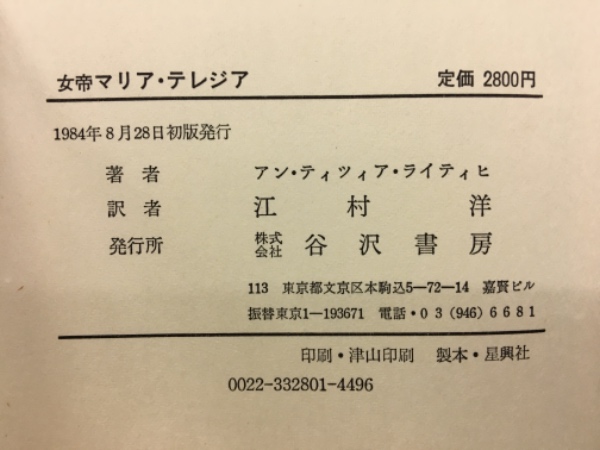 女帝マリア・テレジア 定価 2800円
1984年8月28日初版発行
著者 アン・ティツィア・ライティヒ
訳者 江村洋
発行所 株式会社 谷沢書房
113 東京都文京区本駒込5―72―14 嘉賢ビル
振替東京1―193671 電話・03(946)6681
印刷・津山印刷 製本・星興社
0022-332801-4496